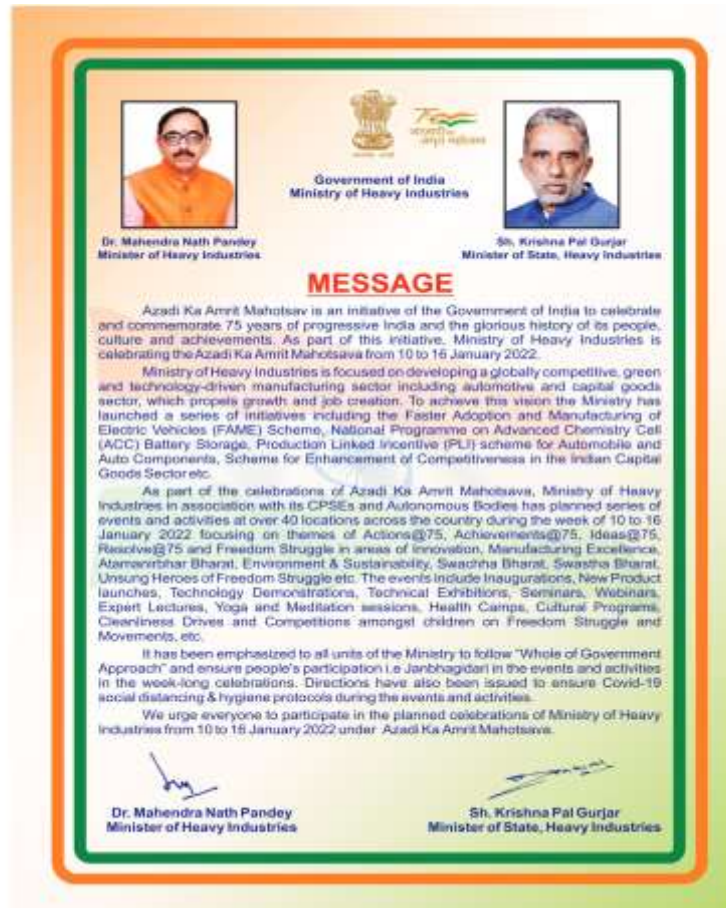 आज़ादी का
अमृत महोत्सव
Government of India
Ministry of Heavy Industries
Dr. Mahendra Nath Pandey
Minister of Heavy Industries
Sh. Krishna Pal Gurjar
Minister of State, Heavy Industries
MESSAGE
Azadi Ka Amrit Mahotsav is an initiative of the Government of India to celebrate
and commemorate 75 years of progressive India and the glorious history of its people,
culture and achievements. As part of this initiative, Ministry of Heavy Industries is
celebrating the Azadi Ka Amrit Mahotsava from 10 to 16 January 2022.
Ministry of Heavy Industries is focused on developing a globally competitive, green
and technology-driven manufacturing sector including automotive and capital goods
sector, which propels growth and job creation. To achieve this vision the Ministry has
launched a series of initiatives including the Faster Adoption and Manufacturing of
Electric Vehicles (FAME) Scheme, National Programme on Advanced Chemistry Cell
(ACC) Battery Storage, Production Linked Incentive (PLI) scheme for Automobile and
Auto Components, Scheme for Enhancement of Competitiveness in the Indian Capital
Goods Sector etc.
As part of the celebrations of Azadi Ka Amrit Mahotsava, Ministry of Heavy
Industries in association with its CPSEs and Autonomous Bodies has planned series of
events and activities at over 40 locations across the country during the week of 10 to 16
January 2022 focusing on themes of Actions@75, Achievements@75, Ideas@75,
Resolve@75 and Freedom Struggle in areas of innovation, Manufacturing Excellence,
Atamanirbhar Bharat, Environment & Sustainability, Swachha Bharat, Swastha Bharat,
Unsung Heroes of Freedom Struggle etc. The events include Inaugurations, New Product
launches, Technology Demonstrations, Technical Exhibitions, Seminars, Webinars,
Expert Lectures, Yoga and Meditation sessions, Health Camps, Cultural Programs,
Cleanliness Drives and Competitions amongst children on Freedom Struggle and
Movements, etc.
It has been emphasized to all units of the Ministry to follow "Whole of Government
Approach" and ensure people's participation i.e Janbhagidari in the events and activities
in the week-long celebrations. Directions have also been issued to ensure Covid-19
social distancing & hygiene protocols during the events and activities.
We urge everyone to participate in the planned celebrations of Ministry of Heavy
Industries from 10 to 16 January 2022 under Azadi Ka Amrit Mahotsava.
Dr. Mahendra Nath Pandey
Minister of Heavy Industries
Sh. Krishna Pal Gurjar
Minister of State, Heavy Industries